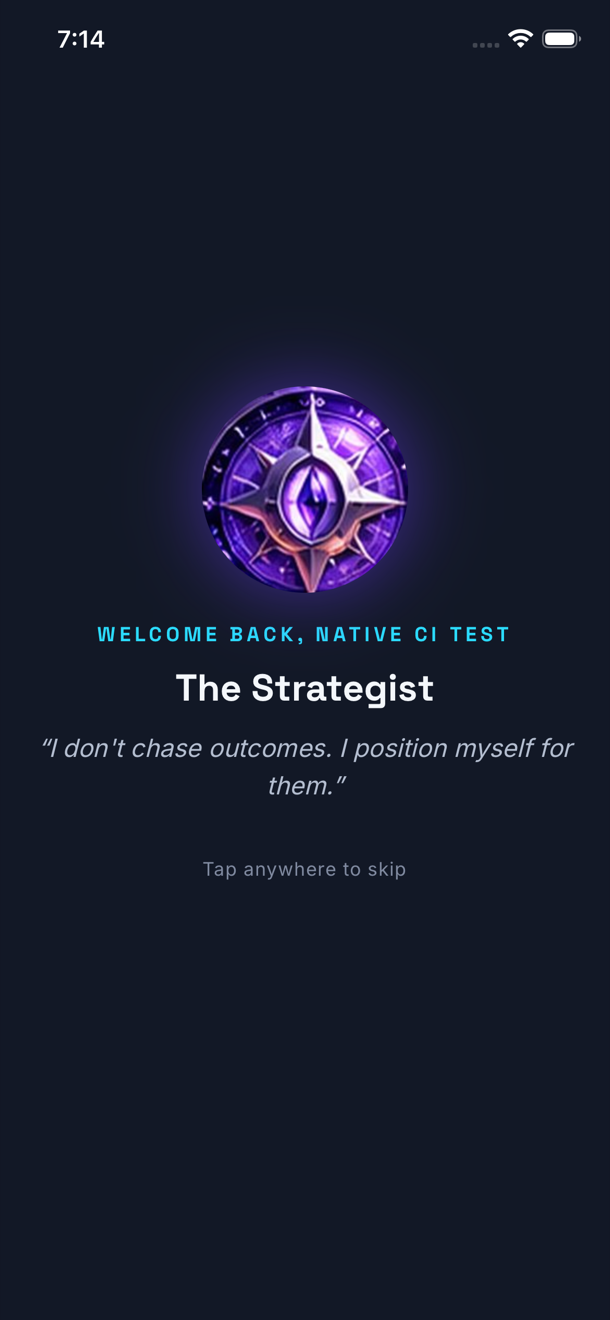 7:14
WELCOME BACK, NATIVE CI TEST
The Strategist
“I don't chase outcomes. I position myself for
them.”
Tap anywhere to skip